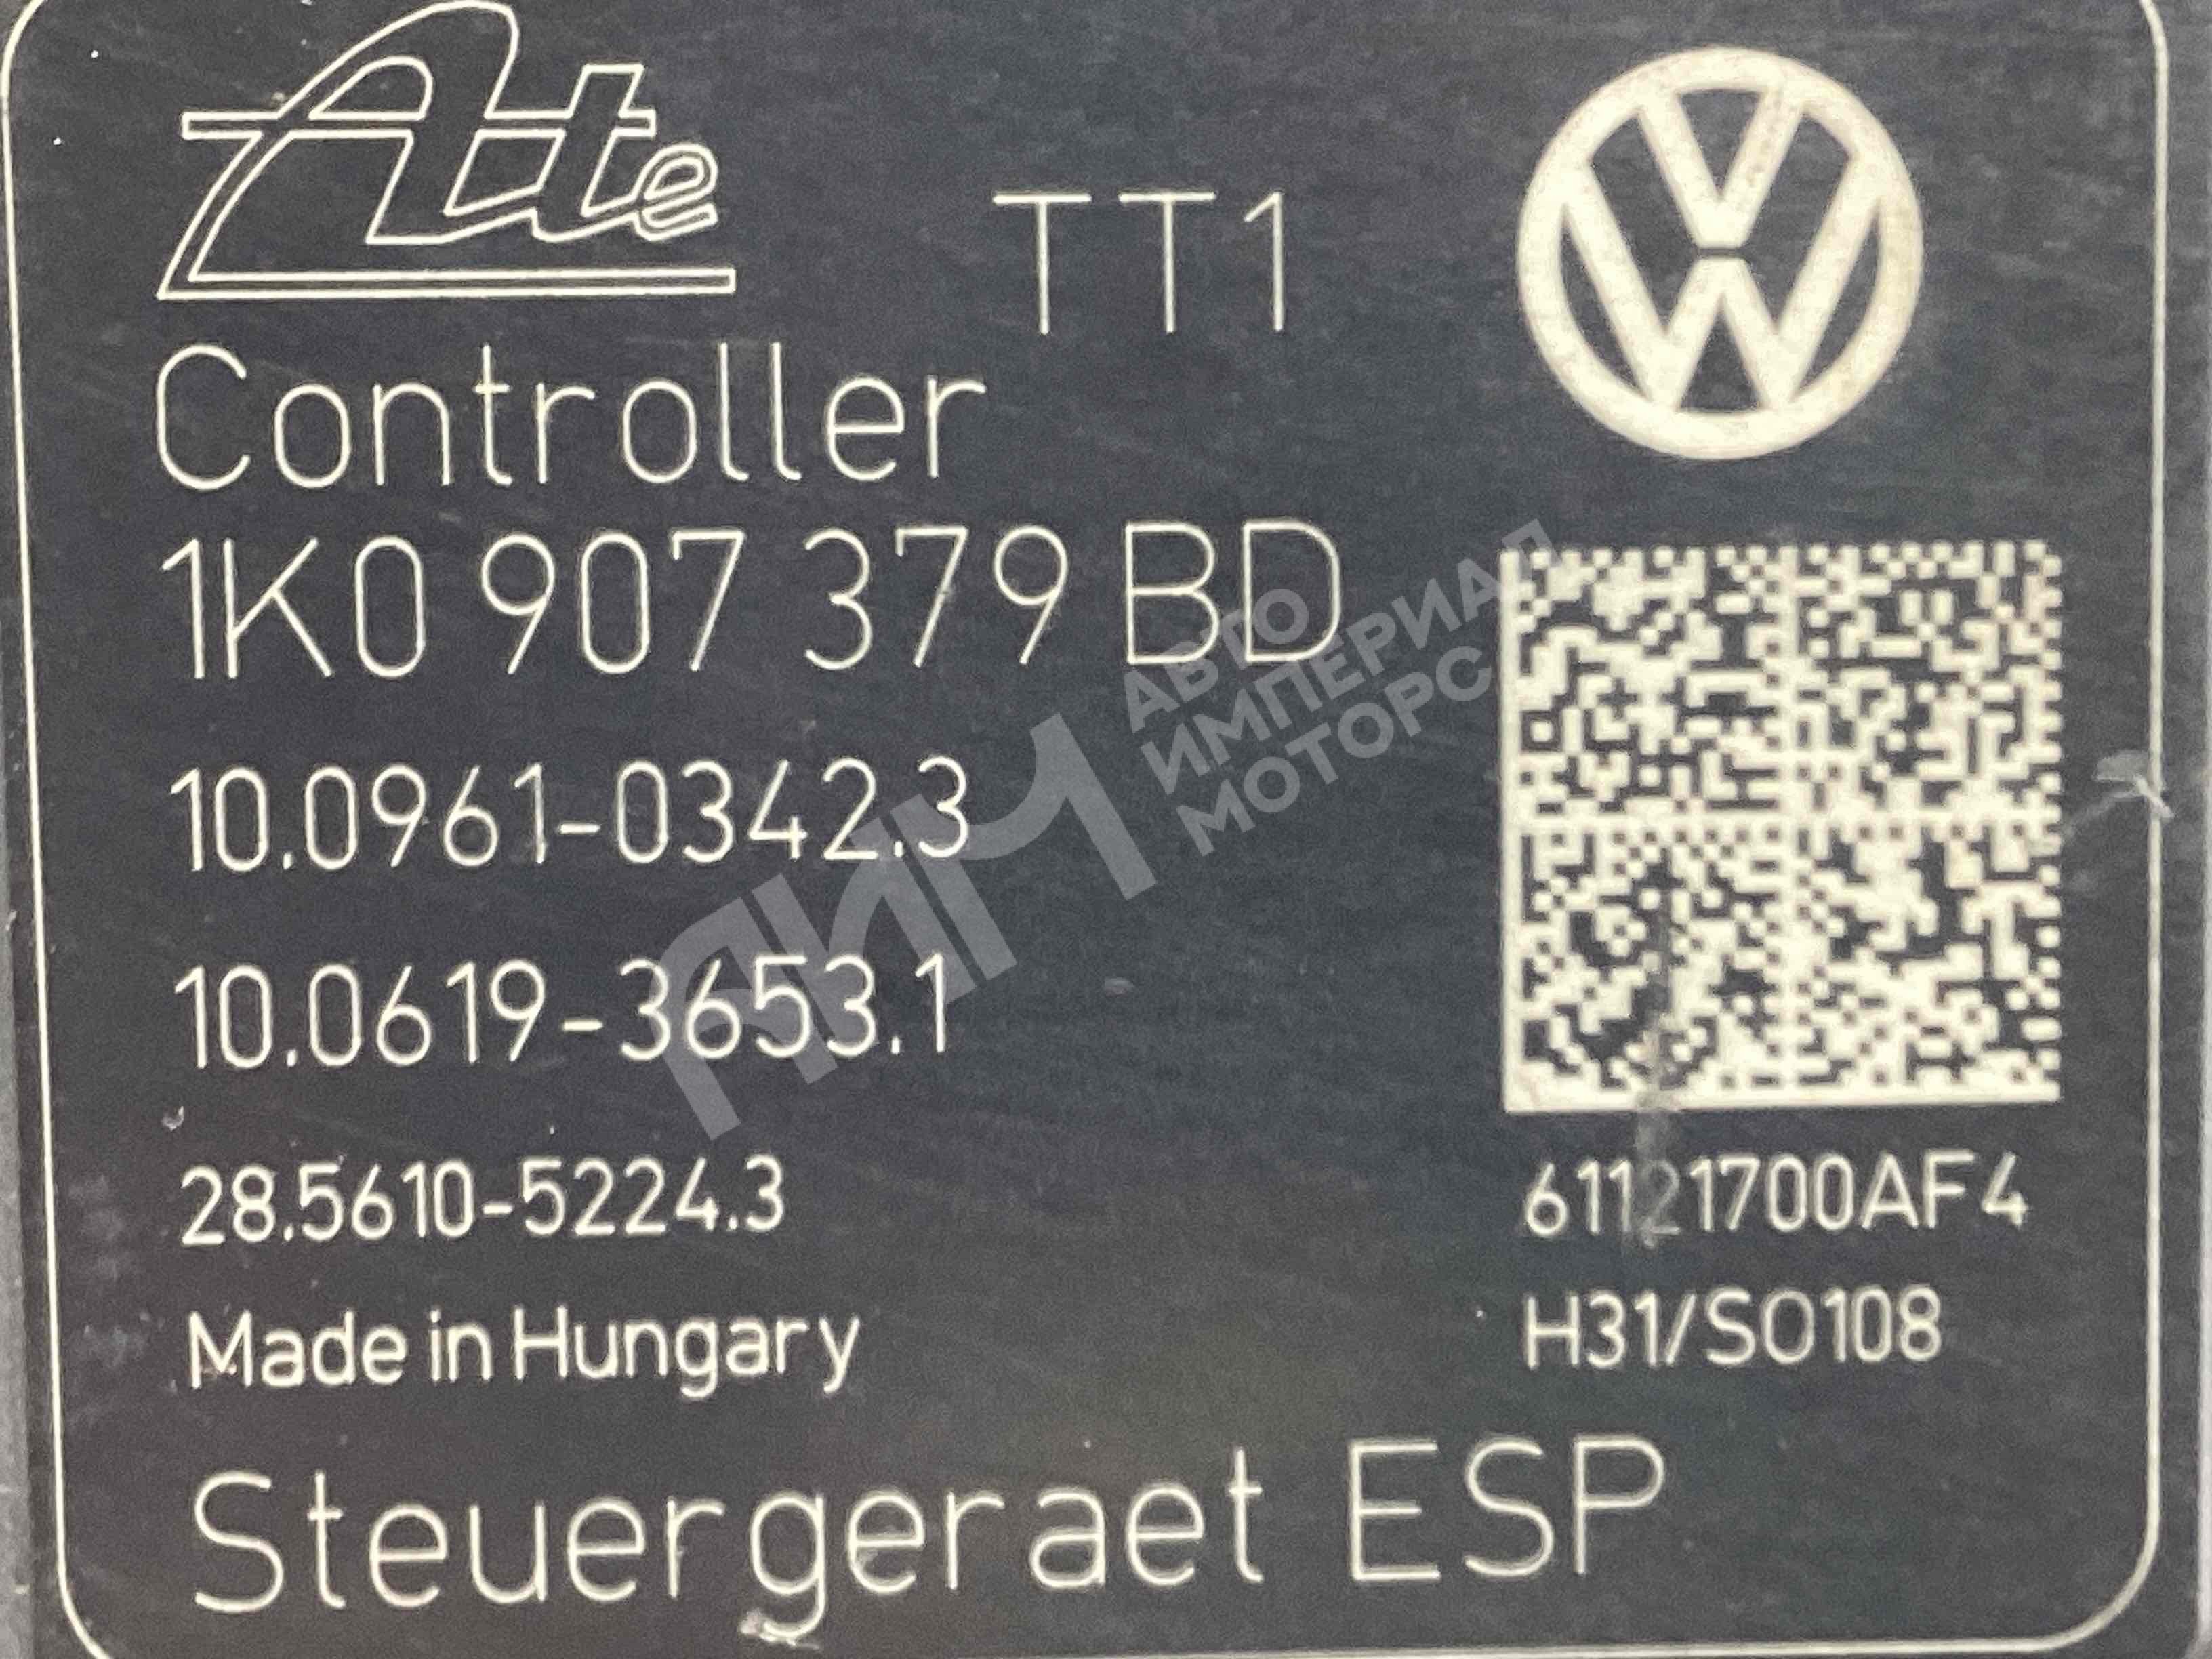 Ate
TT1
Controller
1K0 907 379 BD
10.0961-0342.3
10.0619-3653.1
28.5610-5224.3
Made in Hungary
61121700AF4
H31/SO108
Steuergeraet ESP
АИМ
АВТО
ИМПЕРИАЛ
МОТОРС